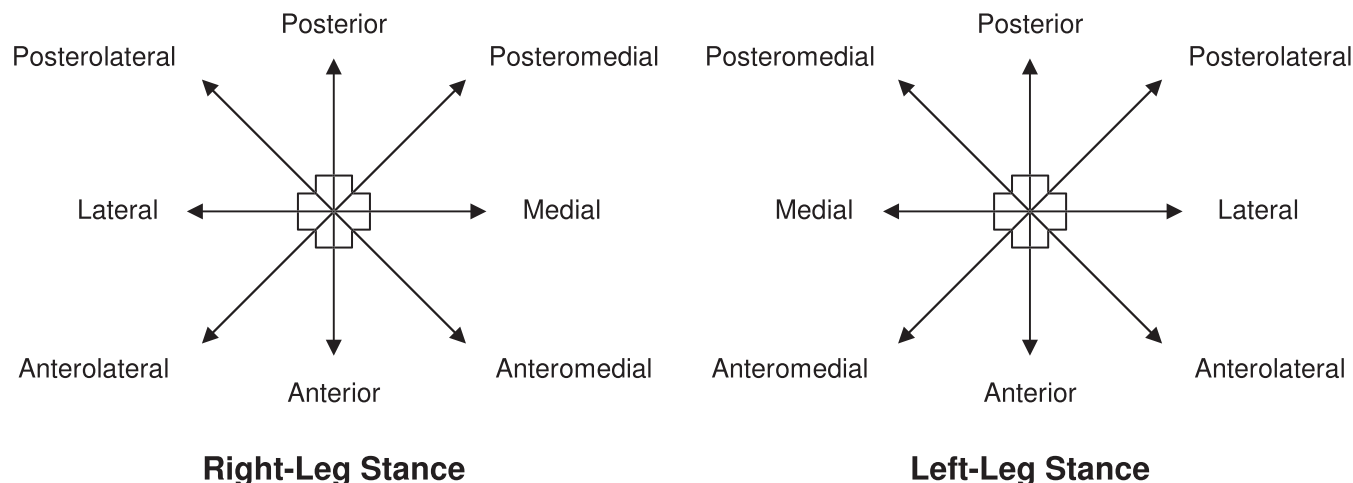 Posterior
Posterolateral
Posteromedial
Lateral
Medial
Anterolateral
Anteromedial
Anterior
Right-Leg Stance
Posterior
Posteromedial
Posterolateral
Medial
Lateral
Anteromedial
Anterolateral
Anterior
Left-Leg Stance